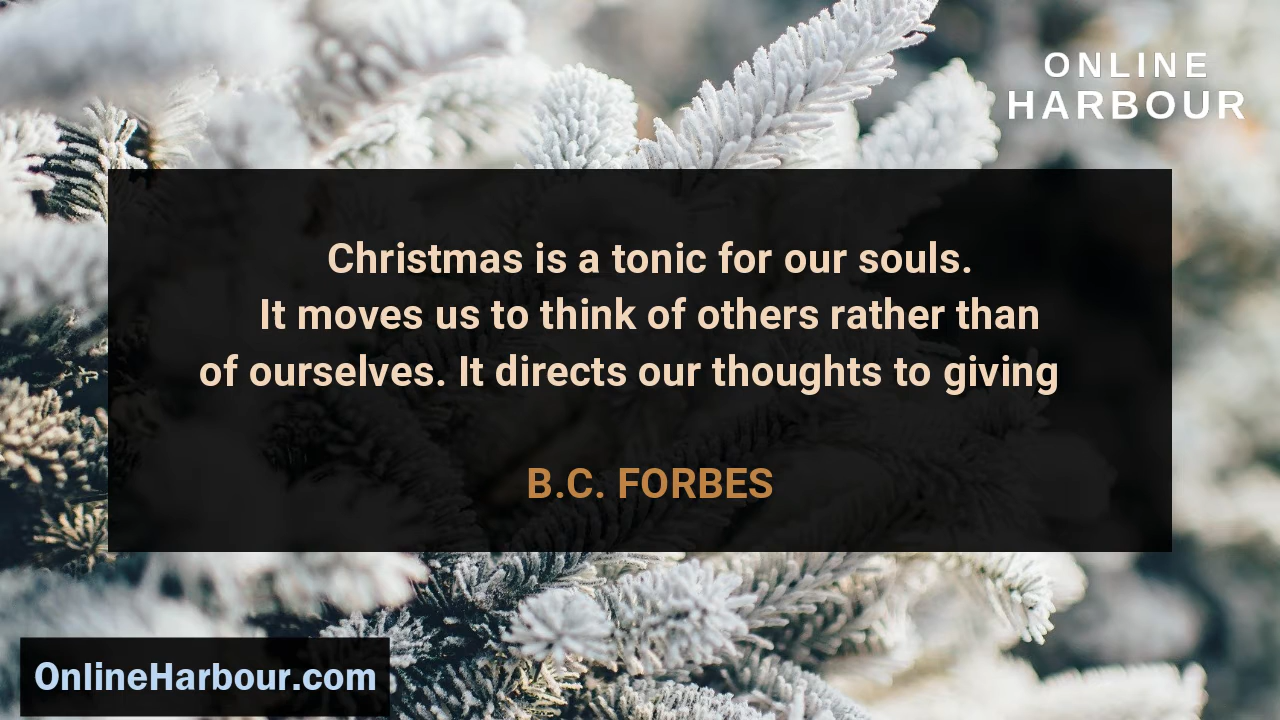 ONLINE
HARBOUR
Christmas is a tonic for our souls.
It moves us to think of others rather than
of ourselves. It directs our thoughts to giving
B.C. FORBES
OnlineHarbour.com